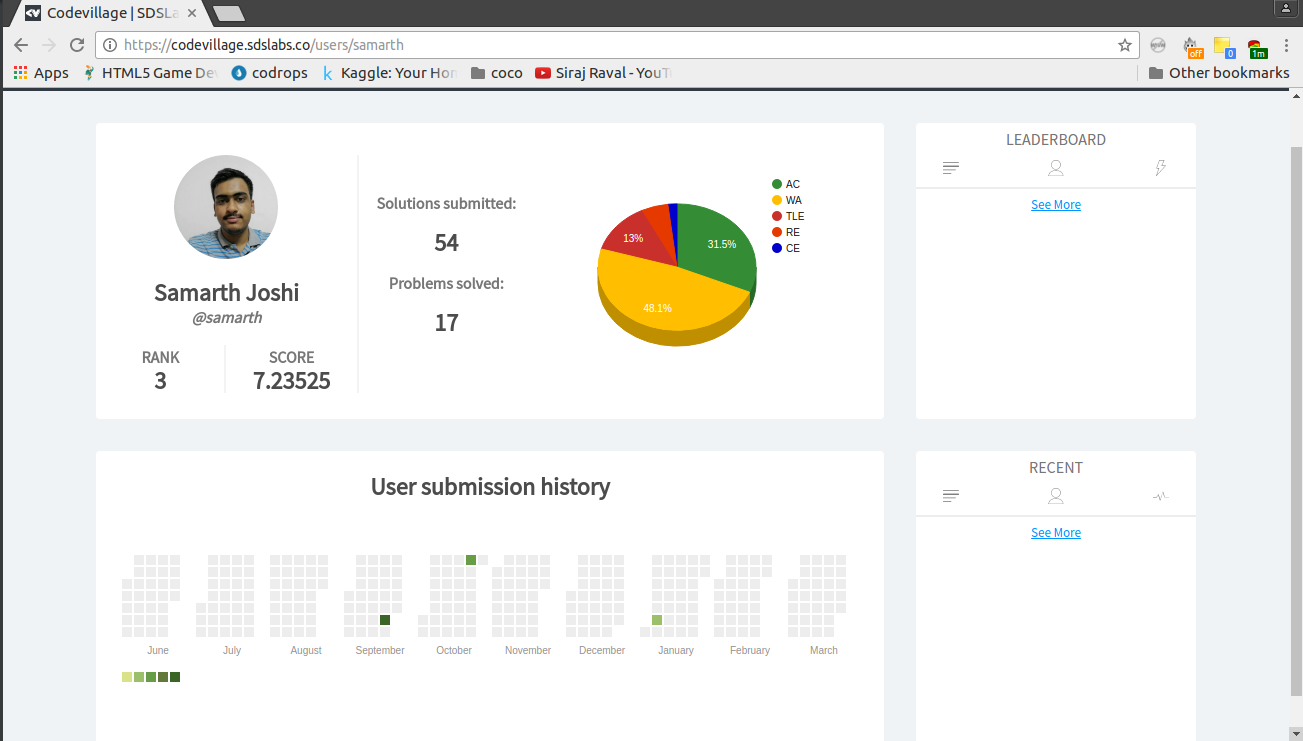 Codevillage | SDSLa
https://codevillage.sdslabs.co/users/samarth
off
0
1m
Apps
HTML5 Game De
codrops
Kaggle: Your Hom
coco
Siraj Raval - YouT
Other bookmarks
Samarth Joshi
@samarth
RANK
3
SCORE
7.23525
Solutions submitted:
54
Problems solved:
17
31.5%
48.1%
13%
AC
WA
TLE
RE
CE
LEADERBOARD
See More
User submission history
June July August September October November December January February March
RECENT
See More